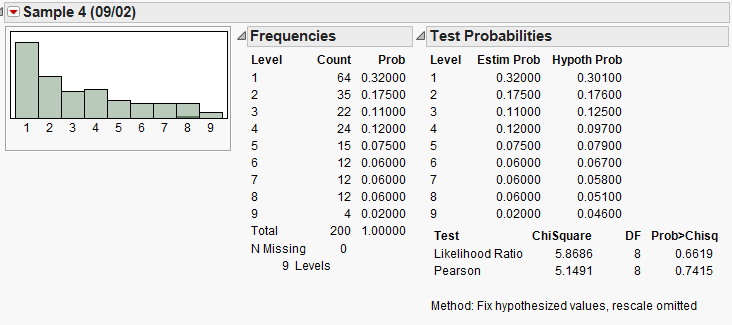 Sample 4 (09/02)
1 2 3 4 5 6 7 8 9
Frequencies
Level Count Prob
1 64 0.32000
2 35 0.17500
3 22 0.11000
4 24 0.12000
5 15 0.07500
6 12 0.06000
7 12 0.06000
8 12 0.06000
9 4 0.02000
Total 200 1.00000
N Missing 0
9 Levels
Test Probabilities
Level Estim Prob Hypoth Prob
1 0.32000 0.30100
2 0.17500 0.17600
3 0.11000 0.12500
4 0.12000 0.09700
5 0.07500 0.07900
6 0.06000 0.06700
7 0.06000 0.05800
8 0.06000 0.05100
9 0.02000 0.04600
Test ChiSquare DF Prob>Chisq
Likelihood Ratio 5.8686 8 0.6619
Pearson 5.1491 8 0.7415
Method: Fix hypothesized values, rescale omitted